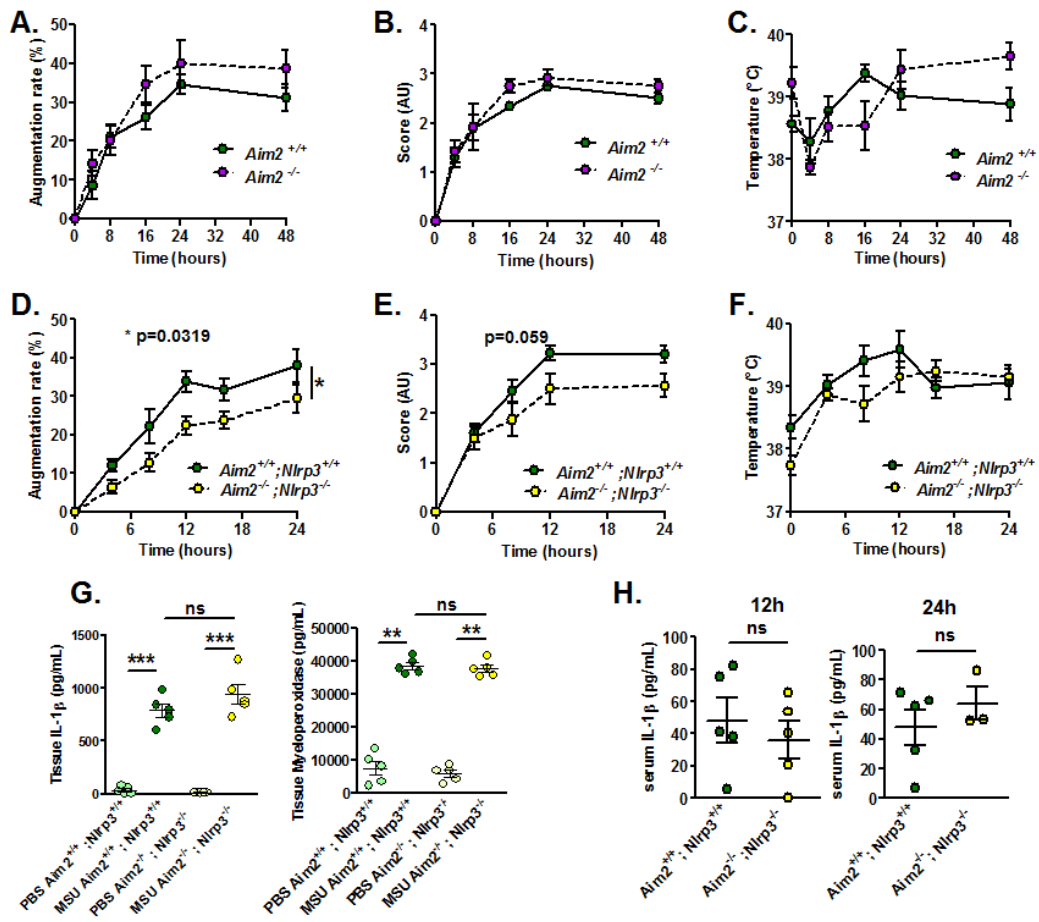 A.
Augmentation rate (%)
50
40
30
20
10
0
0 8 16 24 32 40 48
Time (hours)
Aim2 +/+
Aim2 -/-
B.
Score (AU)
4
3
2
1
0
0 8 16 24 32 40 48
Time (hours)
Aim2 +/+
Aim2 -/-
C.
Temperature (°C)
40
39
38
37
0 8 16 24 32 40 48
Time (hours)
Aim2 +/+
Aim2 -/-
D.
Augmentation rate (%)
50
40
30
20
10
0
* p=0.0319
*
Aim2+/+;Nlrp3+/+
Aim2-/-;Nlrp3-/-
0 6 12 18 24
Time (hours)
E.
Score (AU)
4
3
2
1
0
p=0.059
Aim2+/+;Nlrp3+/+
Aim2-/-;Nlrp3-/-
0 6 12 18 24
Time (hours)
F.
Temperature (°C)
40
39
38
37
Aim2+/+;Nlrp3+/+
Aim2-/-;Nlrp3-/-
0 6 12 18 24
Time (hours)
G.
Tissue IL-1β (pg/mL)
1500
1000
500
0
ns
***
***
PBS Aim2+/+; Nlrp3+/+
MSU Aim2+/+; Nlrp3+/+
PBS Aim2-/-; Nlrp3-/-
MSU Aim2-/-; Nlrp3-/-
Tissue Myeloperoxidase (pg/mL)
50000
40000
30000
20000
10000
0
ns
**
**
PBS Aim2+/+; Nlrp3+/+
MSU Aim2+/+; Nlrp3+/+
PBS Aim2-/-; Nlrp3-/-
MSU Aim2-/-; Nlrp3-/-
H.
12h
serum IL-1β (pg/mL)
100
80
60
40
20
0
ns
Aim2+/+; Nlrp3+/+
Aim2-/-;Nlrp3-/-
24h
serum IL-1β (pg/mL)
100
80
60
40
20
0
ns
Aim2+/+; Nlrp3+/+
Aim2-/-; Nlrp3-/-